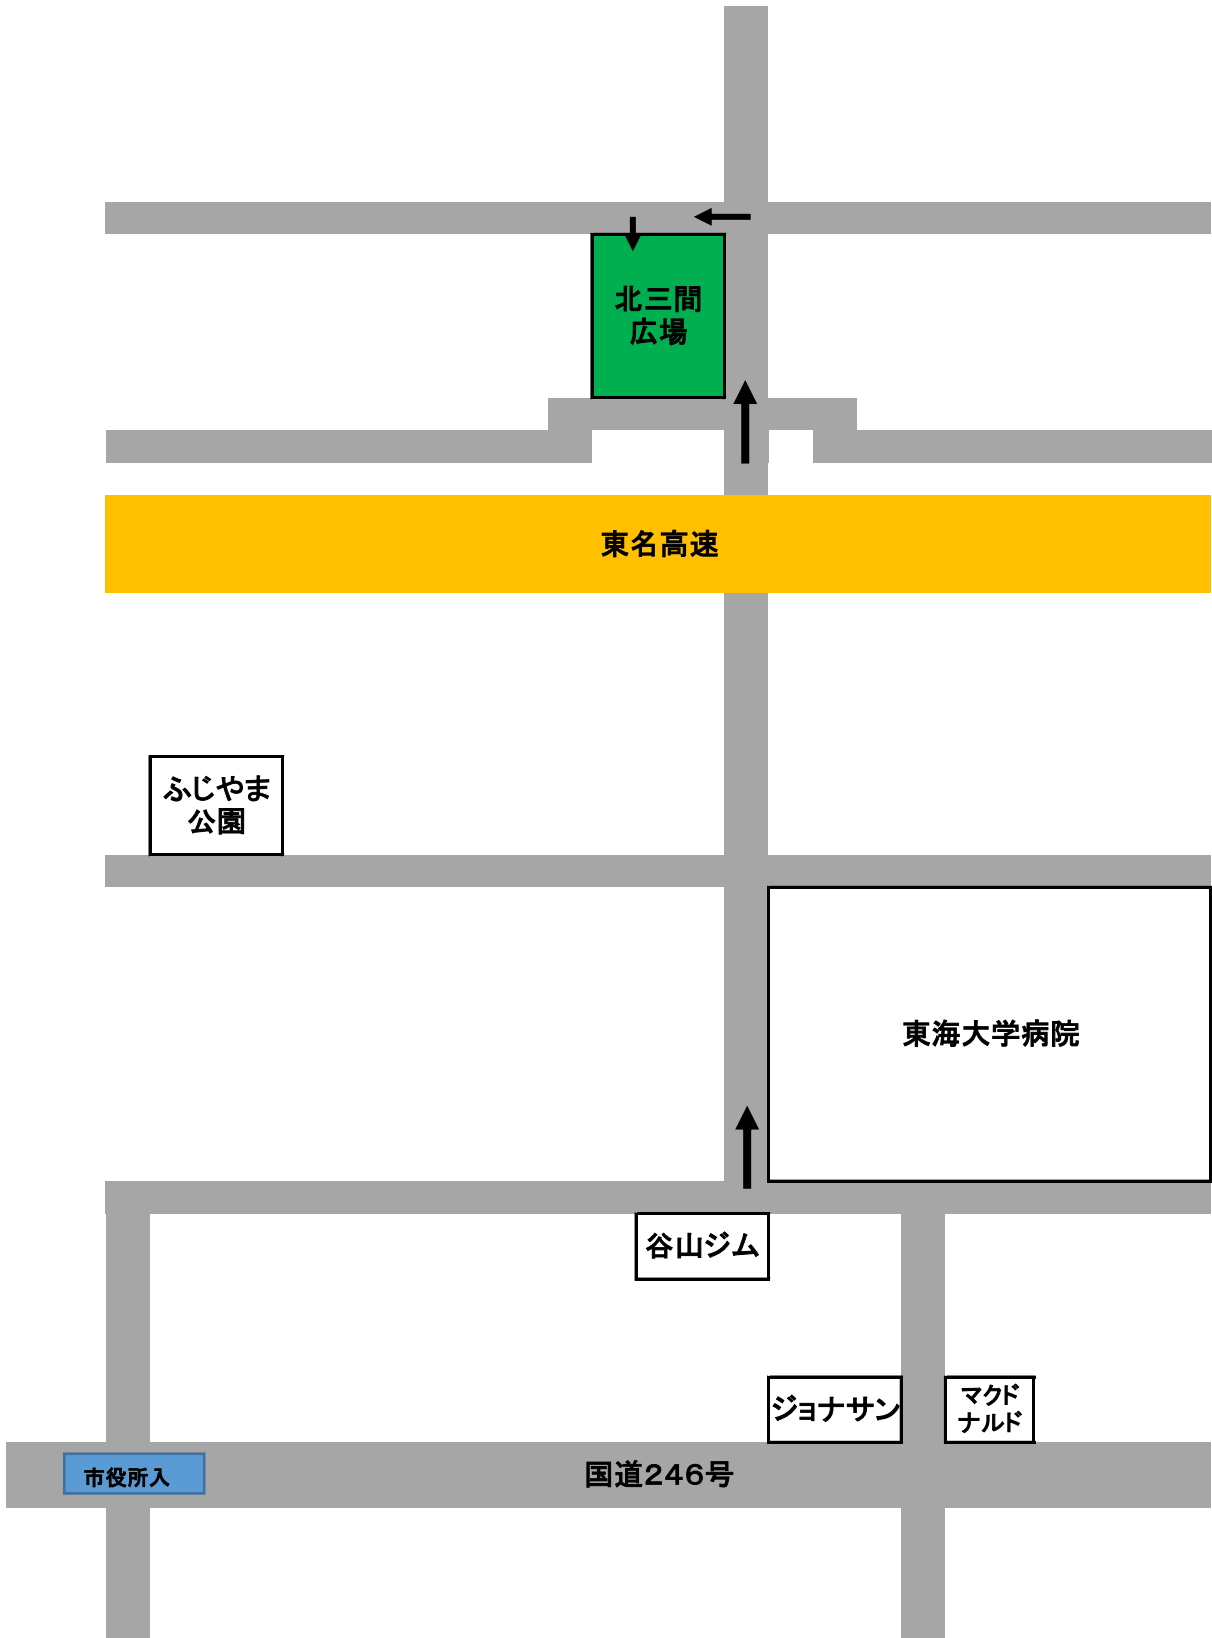 北三間
広場
東名高速
ふじやま
公園
東海大学病院
谷山ジム
ジョナサン
マクド
ナルド
市役所入
国道246号